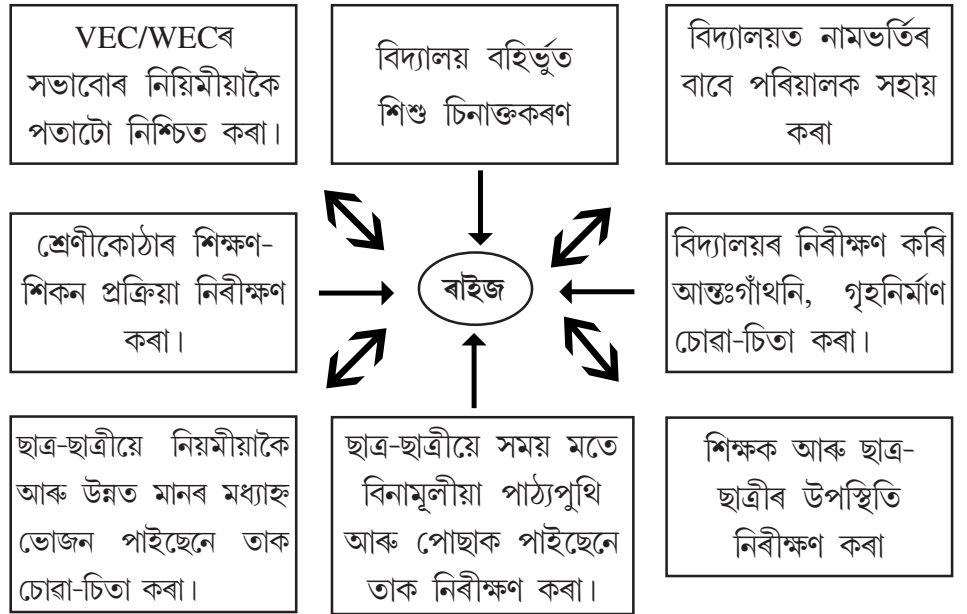 VEC/WECৰ
সভাবোৰ নিয়িমীয়াকৈ
পতাটো নিশ্চিত কৰা।
বিদ্যালয় বহিৰ্ভুত
শিশু চিনাক্তকৰণ
বিদ্যালয়ত নামভৰ্তিৰ
বাবে পৰিয়ালক সহায়
কৰা
শ্ৰেণীকোঠাৰ শিক্ষণ-
শিকন প্ৰক্ৰিয়া নিৰীক্ষণ
কৰা।
ৰাইজ
বিদ্যালয়ৰ নিৰীক্ষণ কৰি
আন্তঃগাঁথনি, গৃহনিৰ্মাণ
চোৱা-চিতা কৰা।
ছাত্ৰ-ছাত্ৰীয়ে নিয়মীয়াকৈ
আৰু উন্নত মানৰ মধ্যাহ্ন
ভোজন পাইছেনে তাক
চোৱা-চিতা কৰা।
ছাত্ৰ-ছাত্ৰীয়ে সময় মতে
বিনামূলীয়া পাঠ্যপুথি
আৰু পোছাক পাইছেনে
তাক নিৰীক্ষণ কৰা।
শিক্ষক আৰু ছাত্ৰ-
ছাত্ৰীৰ উপস্থিতি
নিৰীক্ষণ কৰা